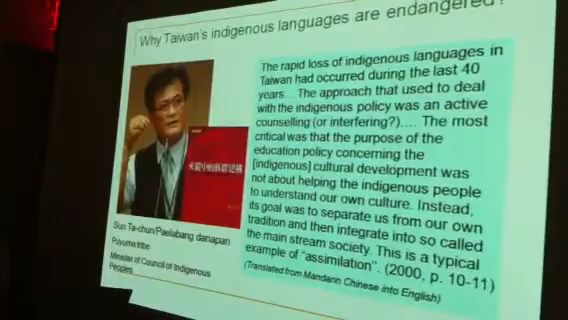 Why Taiwan's indigenous languages are endangered?
The rapid loss of indigenous languages in
Taiwan had occurred during the last 40
years… The approach that used to deal
with the indigenous policy was an active
counselling (or interfering?)…. The most
critical was that the purpose of the
education policy concerning the
[indigenous] cultural development was
not about helping the indigenous people
to understand our own culture. Instead,
its goal was to separate us from our own
tradition and then integrate into so called
the main stream society. This is a typical
example of "assimilation". (2000, p. 10-11)
(Translated from Mandarin Chinese into English)
Sun Ta-chun/Paelabang danapan
Puyuma tribe
Minister of Council of Indigenous
Peoples